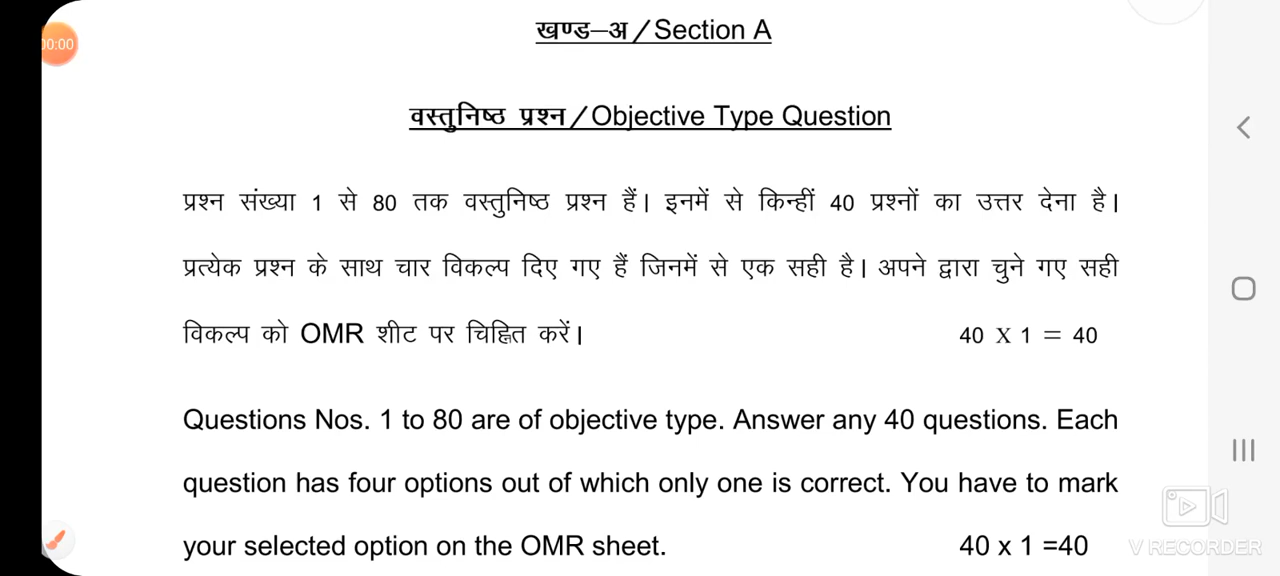 00:00
खण्ड–अ / Section A
वस्तुनिष्ठ प्रश्न / Objective Type Question
प्रश्न संख्या 1 से 80 तक वस्तुनिष्ठ प्रश्न हैं। इनमें से किन्हीं 40 प्रश्नों का उत्तर देना है।
प्रत्येक प्रश्न के साथ चार विकल्प दिए गए हैं जिनमें से एक सही है। अपने द्वारा चुने गए सही
विकल्प को OMR शीट पर चिह्नित करें। 40 X 1 = 40
Questions Nos. 1 to 80 are of objective type. Answer any 40 questions. Each
question has four options out of which only one is correct. You have to mark
your selected option on the OMR sheet. 40 x 1 =40
V RECORDER